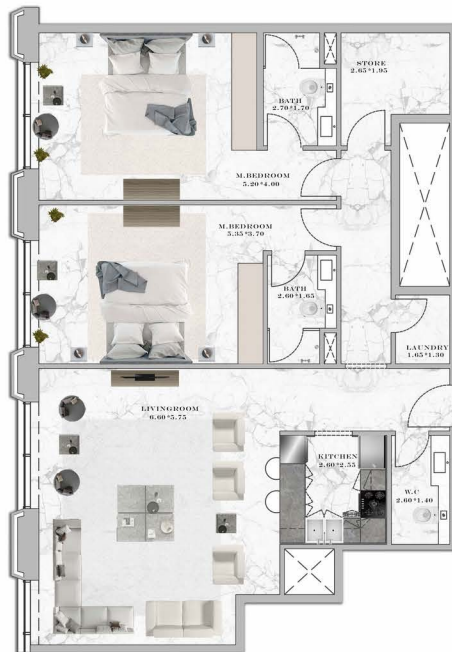 STORE
2.65*1.95
BATH
2.70*1.70
M.BEDROOM
5.20*4.00
M.BEDROOM
5.35*3.70
BATH
2.60*1.65
LAUNDRY
1.65*1.30
LIVINGROOM
6.60*5.75
KITCHEN
2.60*2.55
W.C
2.60*1.40